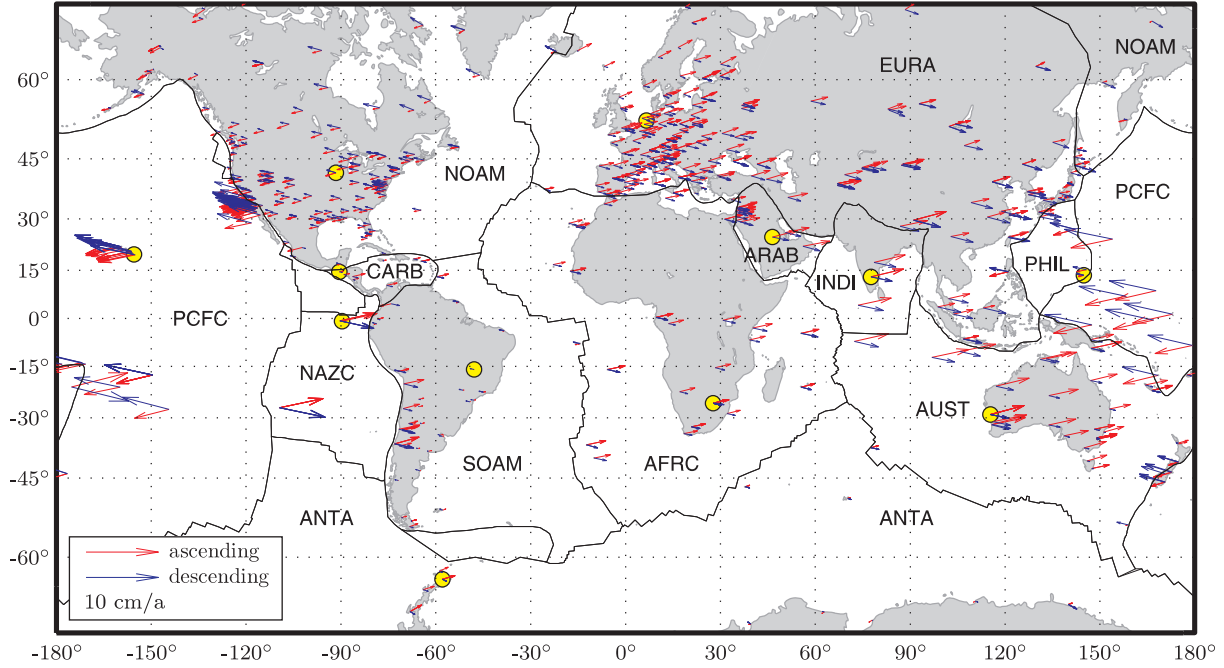 NOAM
EURA
60°
45°
NOAM
PCFC
30°
ARAB
PHIL
15°
CARB
INDI
PCFC
0°
-15°
NAZC
AUST
-30°
SOAM
AFRC
-45°
ANTA
ANTA
ascending
-60°
descending
10 cm/a
-180° -150° -120° -90° -60° -30° 0° 30° 60° 90° 120° 150° 180°